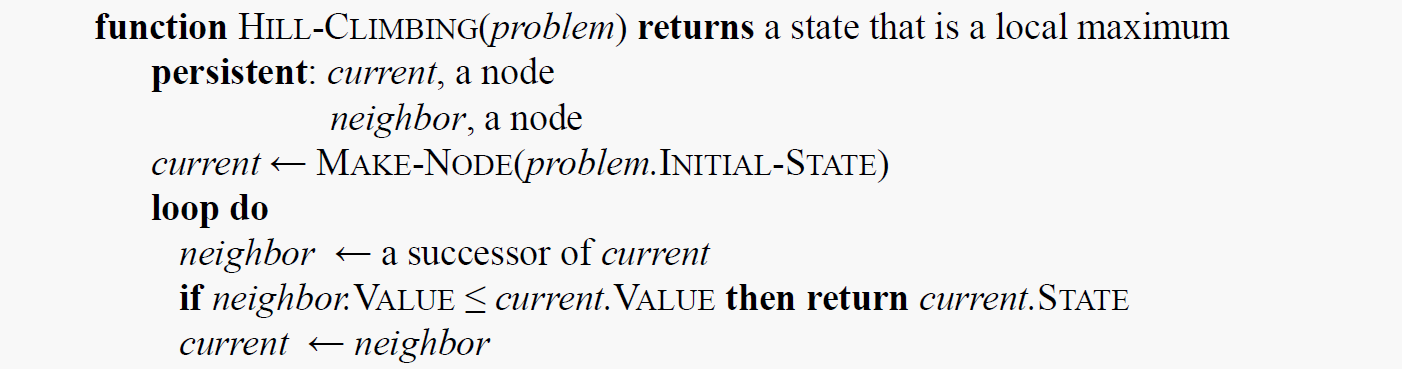 function HILL-CLIMBING(problem) returns a state that is a local maximum
persistent: current, a node
neighbor, a node
current ← MAKE-NODE(problem.INITIAL-STATE)
loop do
neighbor ← a successor of current
if neighbor.VALUE ≤ current.VALUE then return current.STATE
current ← neighbor